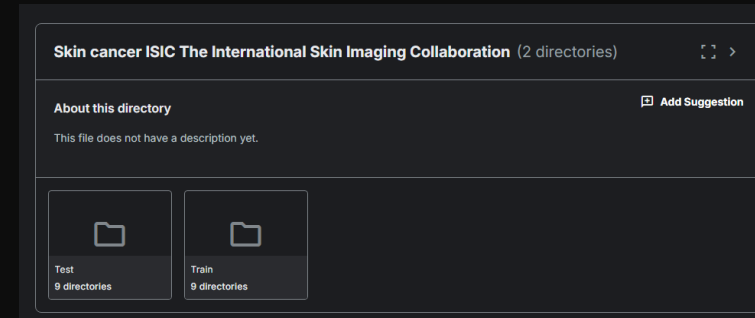 Skin cancer ISIC The International Skin Imaging Collaboration (2 directories)
About this directory
Add Suggestion
This file does not have a description yet.
Test
9 directories
Train
9 directories